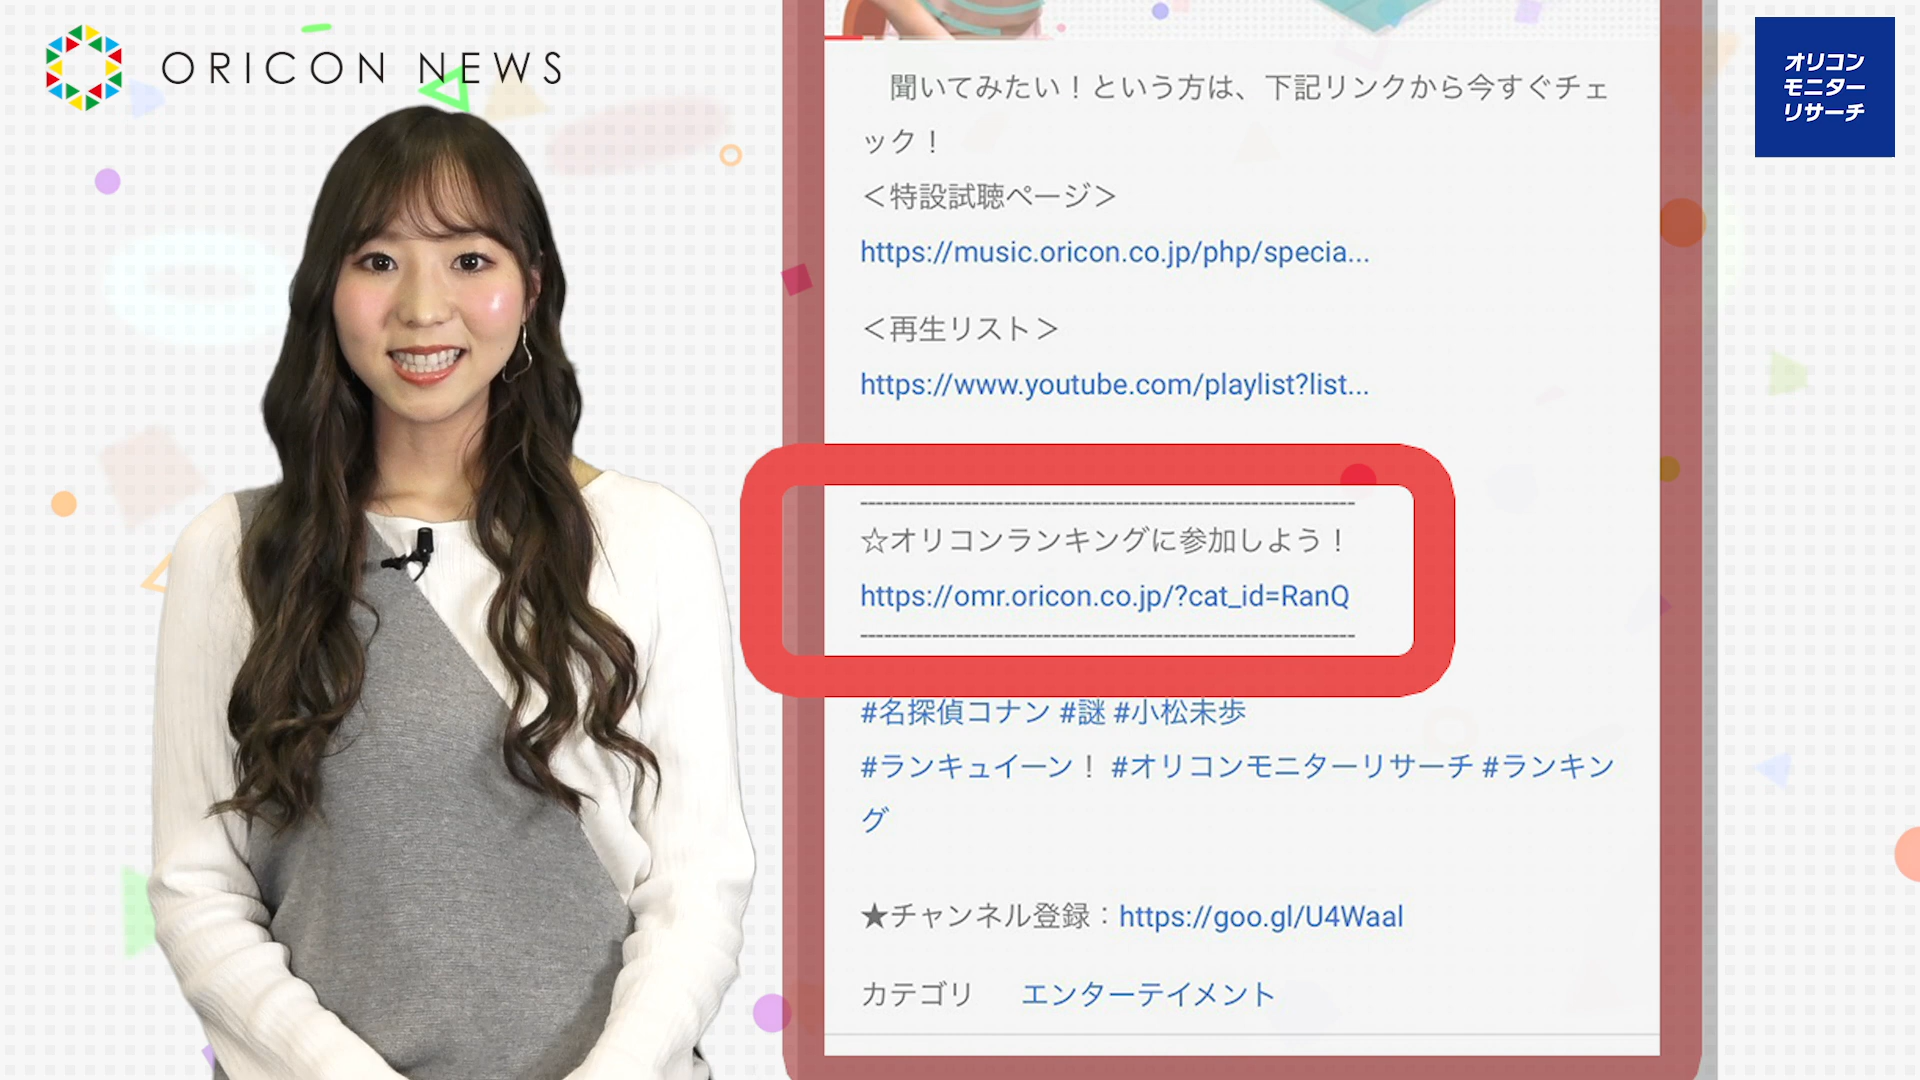 ORICON NEWS
オリコン
モニター
リサーチ
聞いてみたい！という方は、下記リンクから今すぐチェ
ック！
＜特設試聴ページ＞
https://music.oricon.co.jp/php/specia...
＜再生リスト＞
https://www.youtube.com/playlist?list...
--------------------------------------------------------------
☆オリコンランキングに参加しよう！
https://omr.oricon.co.jp/?cat_id=RanQ
--------------------------------------------------------------
#名探偵コナン #謎 #小松未歩
#ランキュイーン！ #オリコンモニターリサーチ #ランキン
グ
★チャンネル登録：https://goo.gl/U4Waal
カテゴリ エンターテイメント